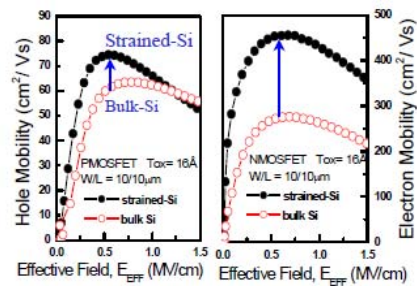 Hole Mobility (cm²/ Vs)
90
80
70
60
50
40
30
20
10
0
Strained-Si
Bulk-Si
PMOSFET Tox= 16Å
W/L = 10/10μm
strained-Si
bulk Si
0.0 0.5 1.0 1.5
Effective Field, E_EFF (MV/cm)
NMOSFET Tox= 16Å
W/L = 10/10μm
strained-Si
bulk Si
0.0 0.5 1.0 1.5
Effective Field, E_EFF (MV/cm)
450
400
300
200
100
0
Electron Mobility (cm²/ Vs)